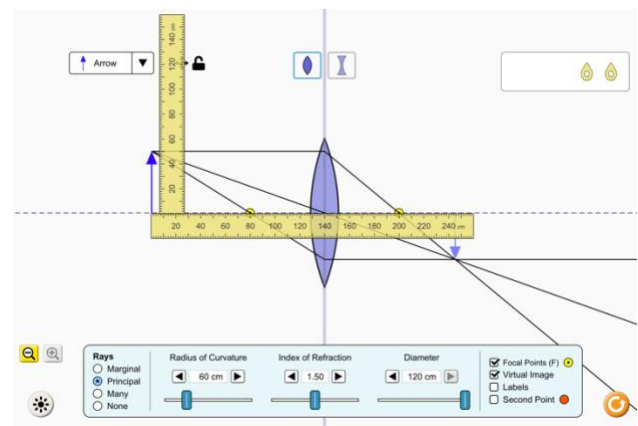 Arrow
20 40 60 80 100 120 140 cm
20 40 60 80 100 120 140 160 180 200 220 240 cm
Rays
Marginal
Principal
Many
None
Radius of Curvature
60 cm
Index of Refraction
1.50
Diameter
120 cm
Focal Points (F)
Virtual Image
Labels
Second Point